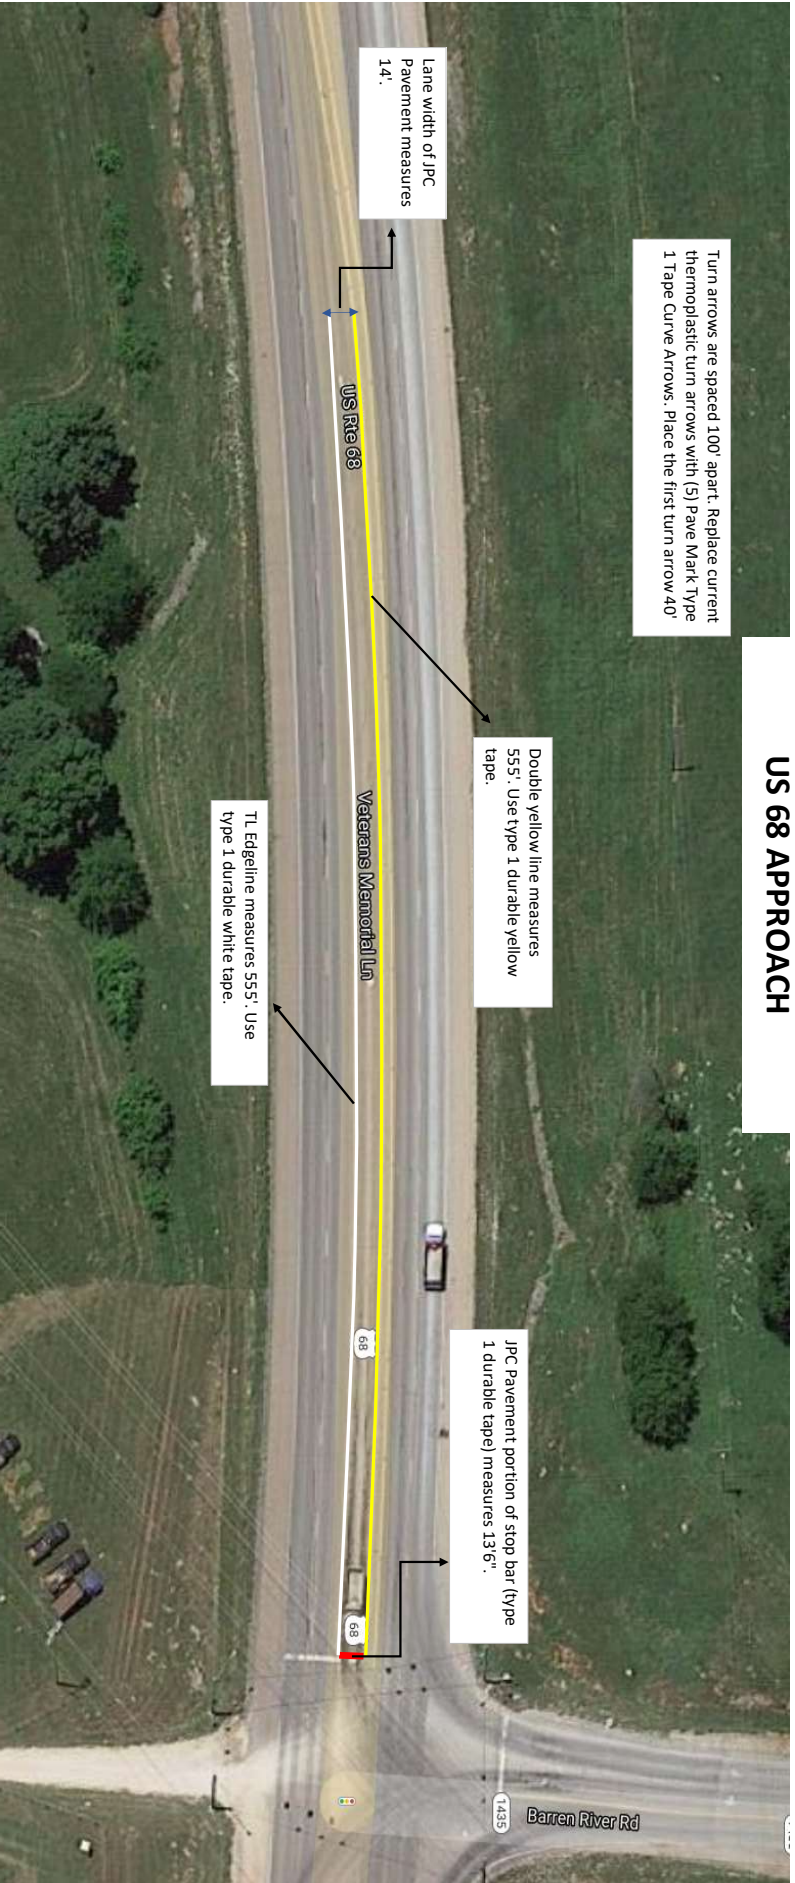 US 68 APPROACH
Turn arrows are spaced 100' apart. Replace current
thermoplastic turn arrows with (5) Pave Mark Type
1 Tape Curve Arrows. Place the first turn arrow 40'
Lane width of JPC
Pavement measures
14'.
Double yellow line measures
555'. Use type 1 durable yellow
tape.
JPC Pavement portion of stop bar (type
1 durable tape) measures 13'6".
TL Edgeline measures 555'. Use
type 1 durable white tape.
US Rte 68
Veterans Memorial Ln
68
68
1435
Barren River Rd